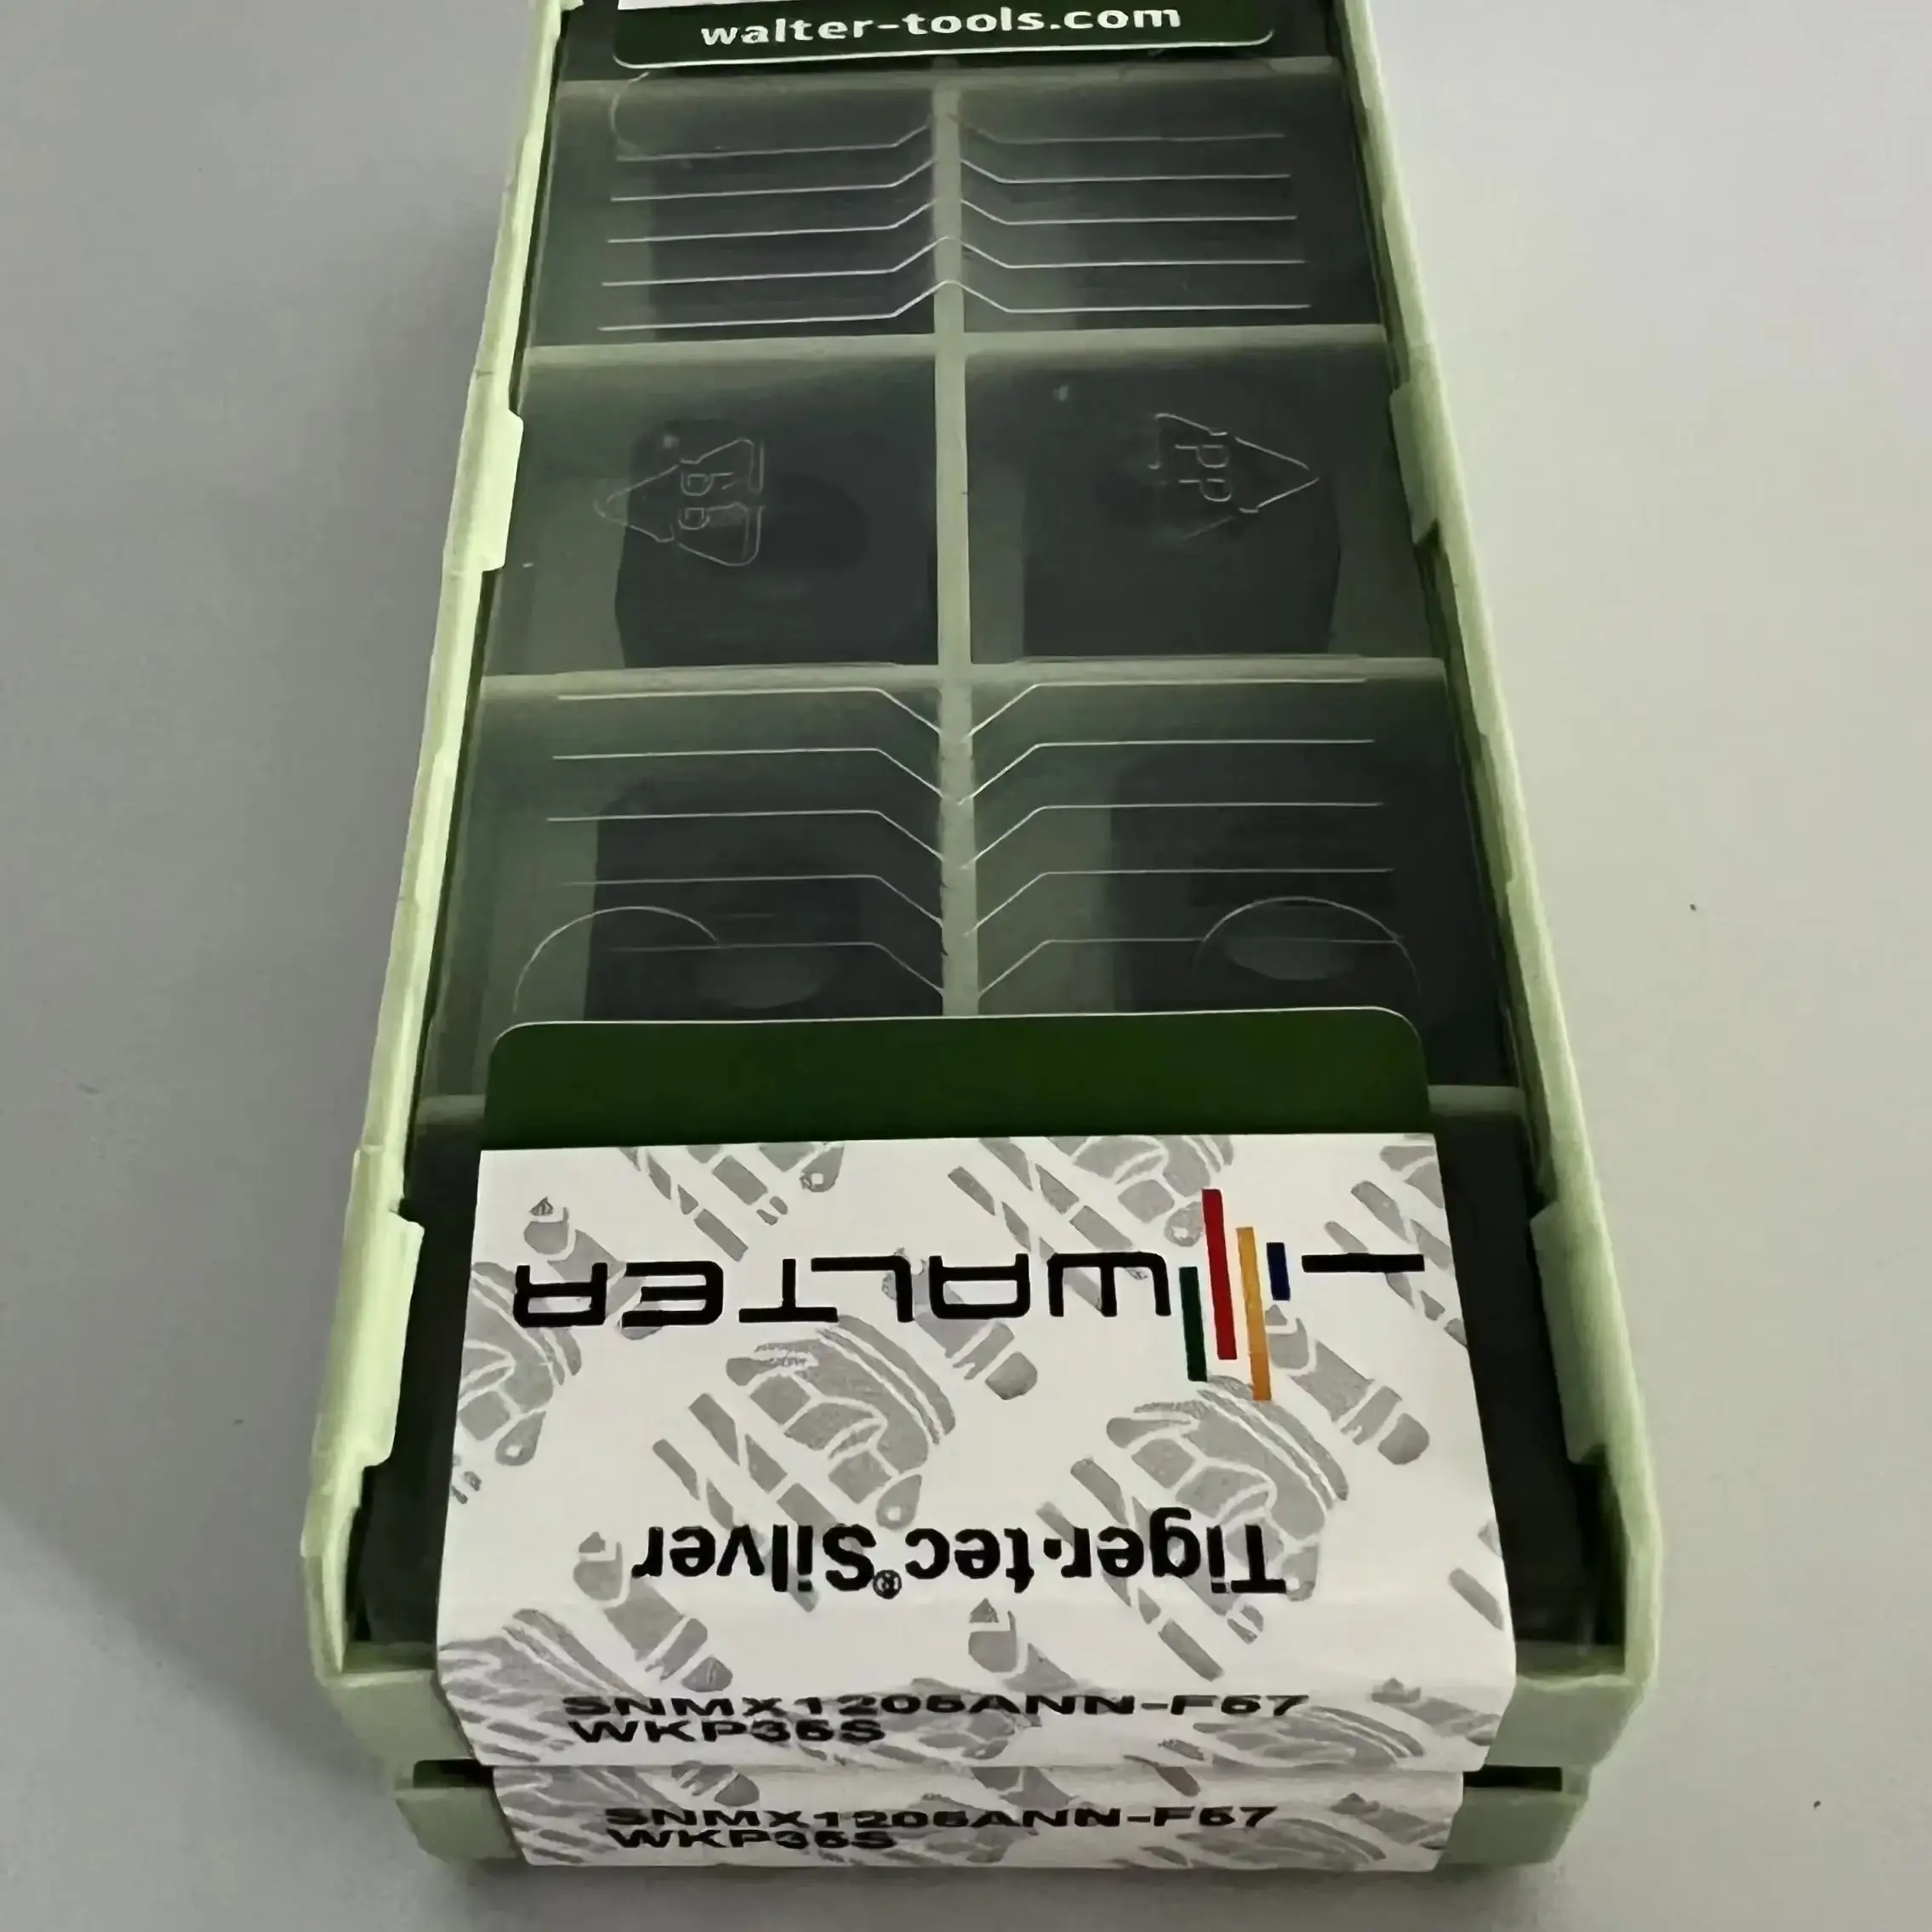 walter-tools.com
PP
PP
WALTER
Tiger·tec®Silver
SNMX1206ANN-F67
WKP35S
SNMX1206ANN-F67
WKP35S